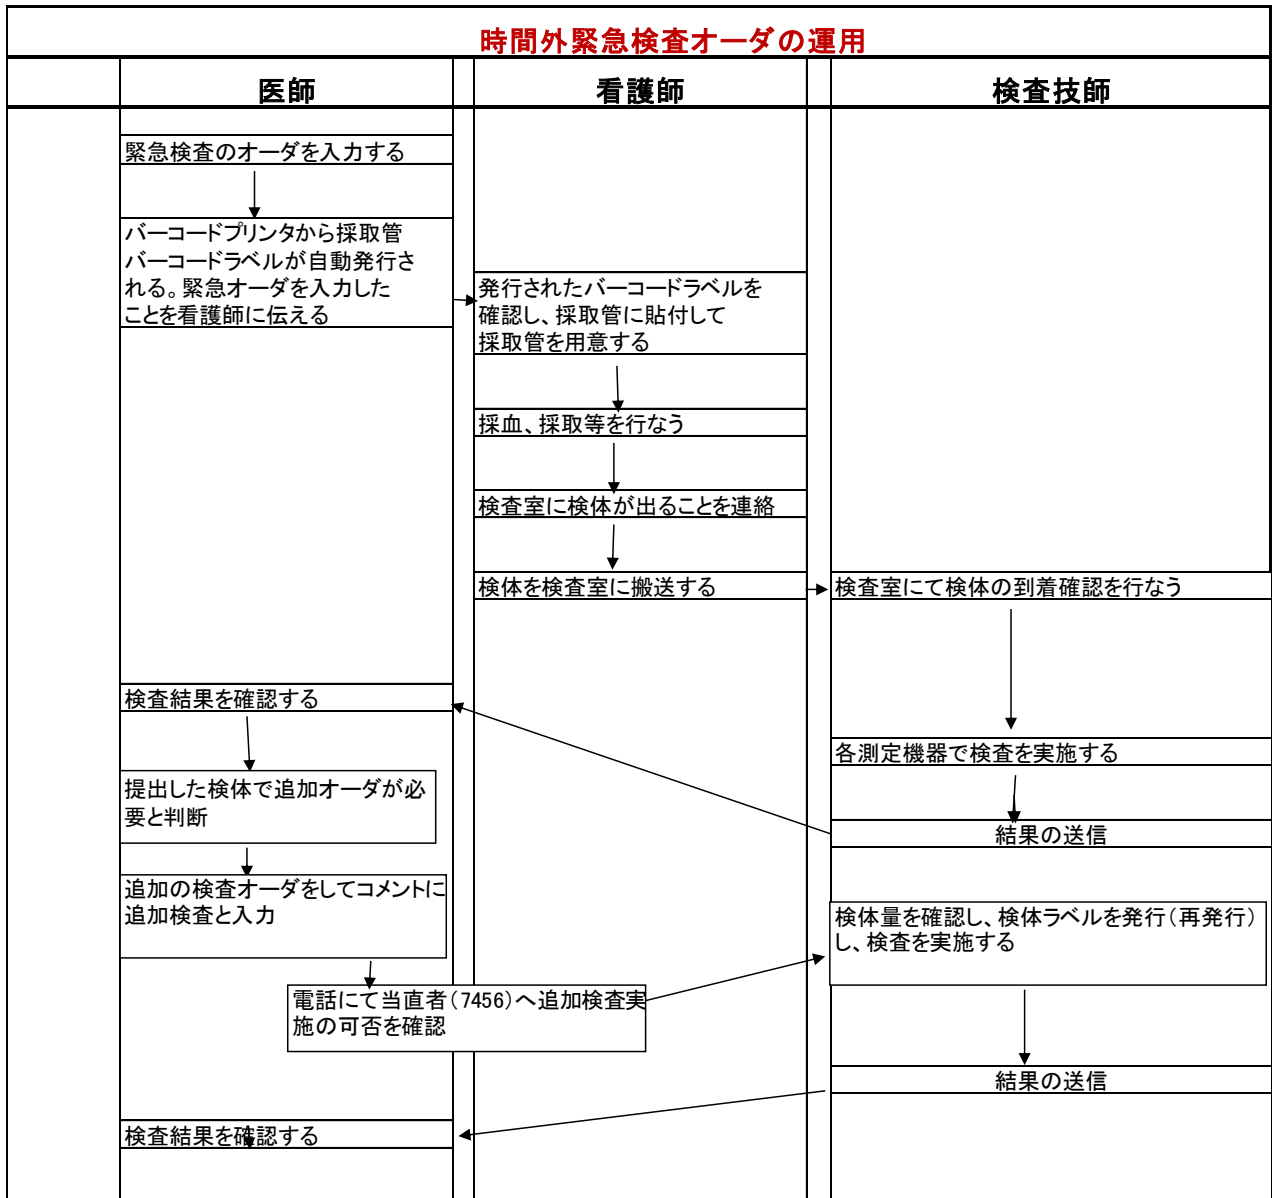 時間外緊急検査オーダの運用
医師
看護師
検査技師
緊急検査のオーダを入力する
バーコードプリンタから採取管
バーコードラベルが自動発行さ
れる。緊急オーダを入力した
ことを看護師に伝える
発行されたバーコードラベルを
確認し、採取管に貼付して
採取管を用意する
採血、採取等を行なう
検査室に検体が出ることを連絡
検体を検査室に搬送する
検査室にて検体の到着確認を行なう
各測定機器で検査を実施する
結果の送信
検査結果を確認する
提出した検体で追加オーダが必
要と判断
追加の検査オーダをしてコメントに
追加検査と入力
電話にて当直者(7456)へ追加検査実
施の可否を確認
検体量を確認し、検体ラベルを発行(再発行)
し、検査を実施する
結果の送信
検査結果を確認する